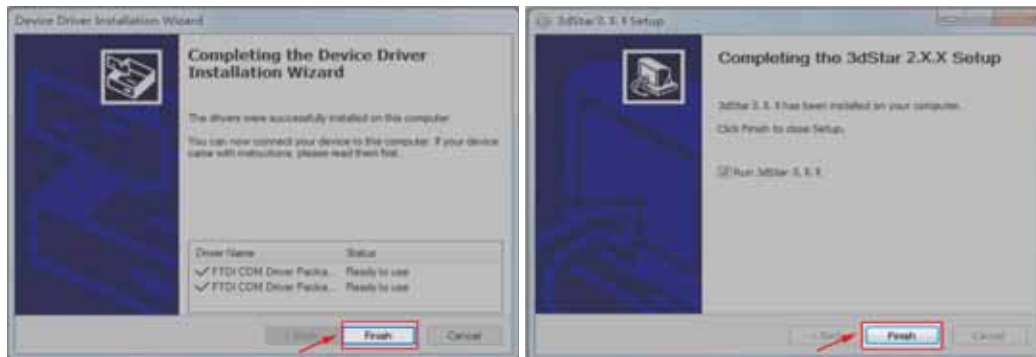 Device Driver Installation Wizard
Completing the Device Driver
Installation Wizard
The drivers were successfully installed on this computer.
You can now connect your device to this computer. If your device
came with instructions, please read them first.
Driver Name Status
FTDI CDM Driver Packa... Ready to use
FTDI CDM Driver Packa... Ready to use
Finish Cancel
3dStar 2.X.X Setup
Completing the 3dStar 2.X.X Setup
3dStar 2.X.X has been installed on your computer.
Click Finish to close Setup.
Run 3dStar 2.X.X
< Back Finish Cancel